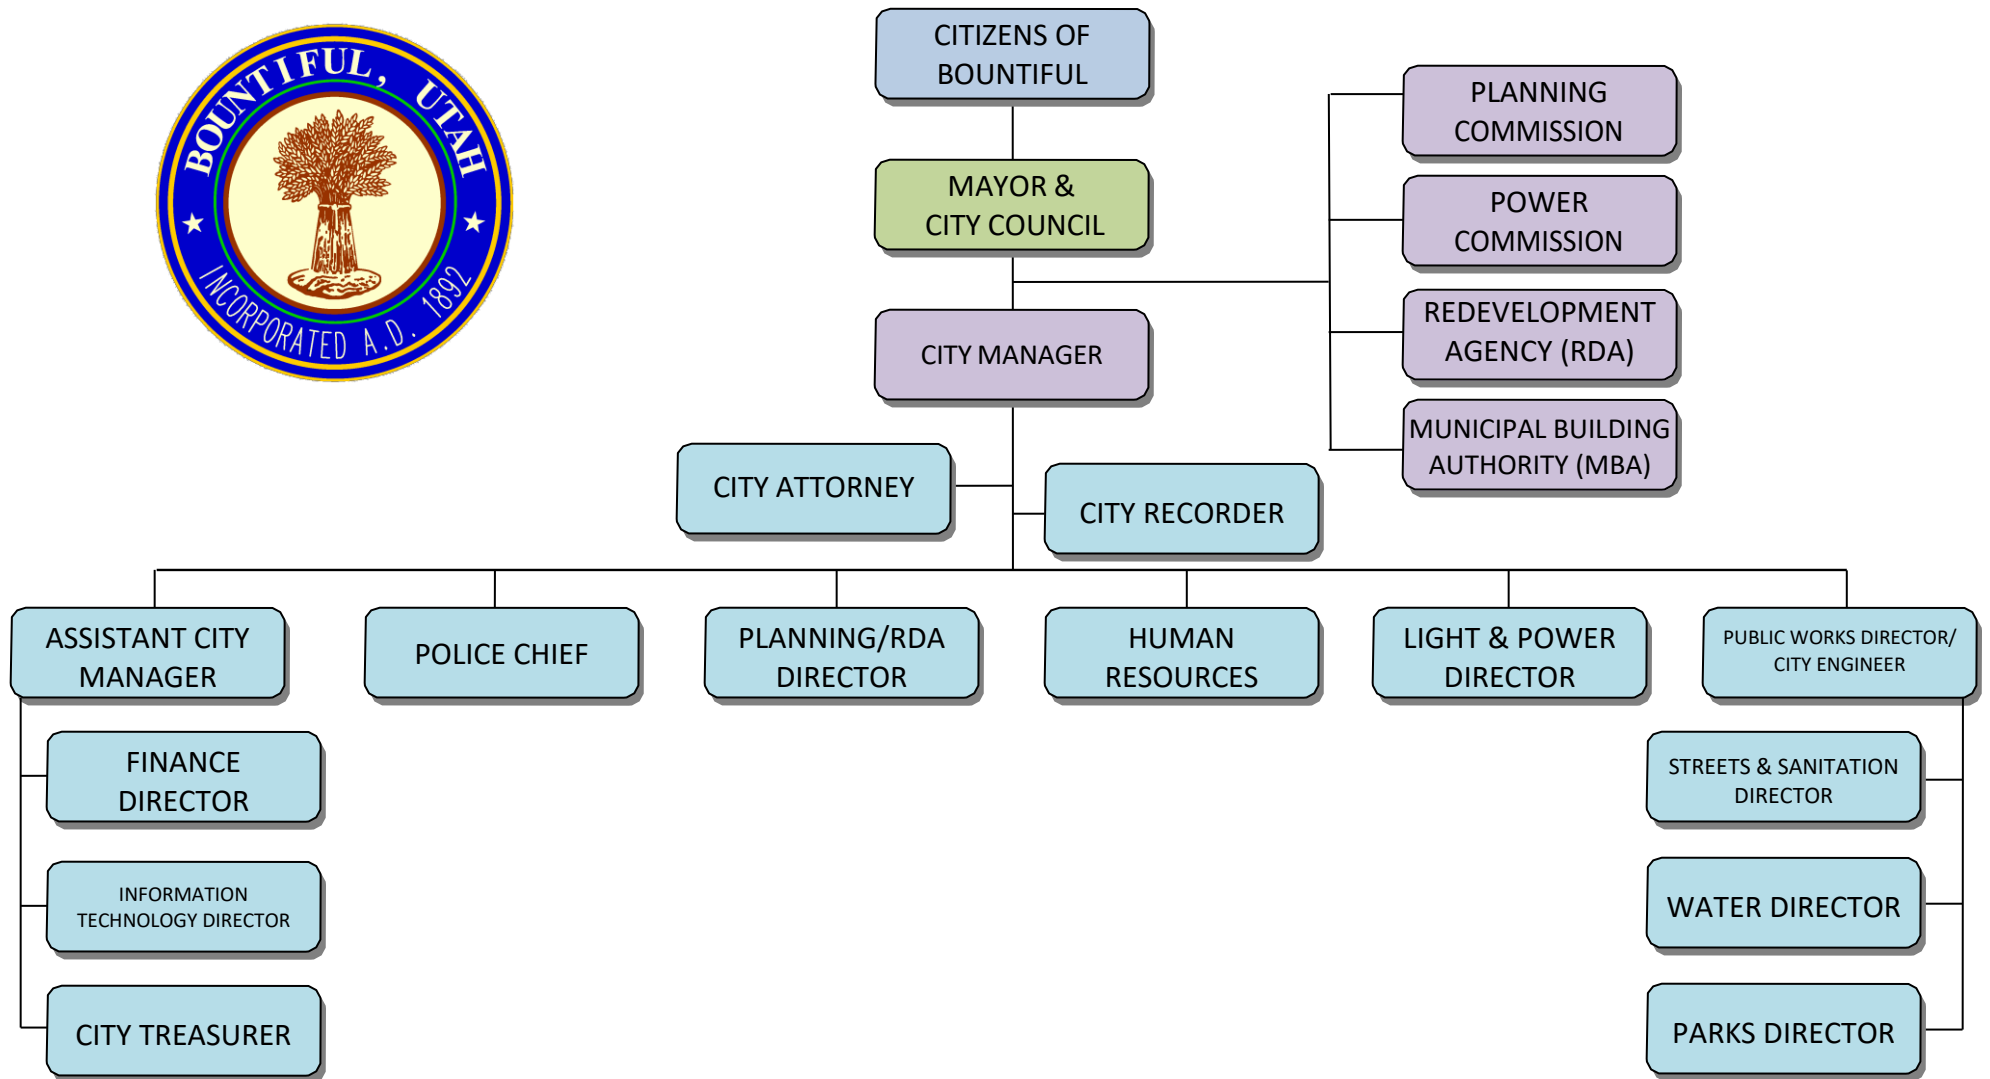 BOUNTIFUL, UTAH
INCORPORATED A.D. 1892
CITIZENS OF
BOUNTIFUL
MAYOR &
CITY COUNCIL
PLANNING
COMMISSION
POWER
COMMISSION
REDEVELOPMENT
AGENCY (RDA)
MUNICIPAL BUILDING
AUTHORITY (MBA)
CITY MANAGER
CITY ATTORNEY
CITY RECORDER
ASSISTANT CITY
MANAGER
POLICE CHIEF
PLANNING/RDA
DIRECTOR
HUMAN
RESOURCES
LIGHT & POWER
DIRECTOR
PUBLIC WORKS DIRECTOR/
CITY ENGINEER
FINANCE
DIRECTOR
INFORMATION
TECHNOLOGY DIRECTOR
CITY TREASURER
STREETS & SANITATION
DIRECTOR
WATER DIRECTOR
PARKS DIRECTOR